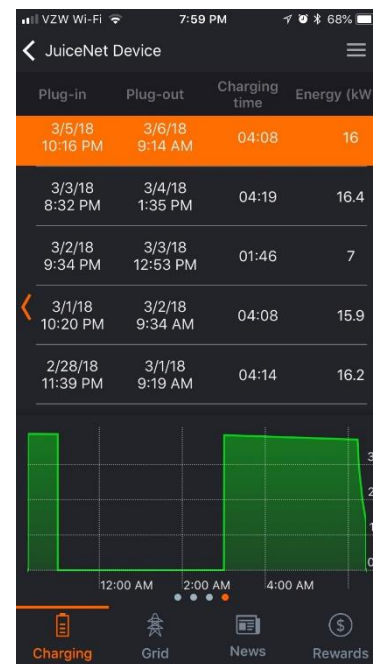 VZW Wi-Fi 7:59 PM 68%
JuiceNet Device
Plug-in Plug-out Charging time Energy (kW
3/5/18 10:16 PM 3/6/18 9:14 AM 04:08 16
3/3/18 8:32 PM 3/4/18 1:35 PM 04:19 16.4
3/2/18 9:34 PM 3/3/18 12:53 PM 01:46 7
3/1/18 10:20 PM 3/2/18 9:34 AM 04:08 15.9
2/28/18 11:39 PM 3/1/18 9:19 AM 04:14 16.2
3
2
1
0
12:00 AM 2:00 AM 4:00 AM
Charging Grid News Rewards